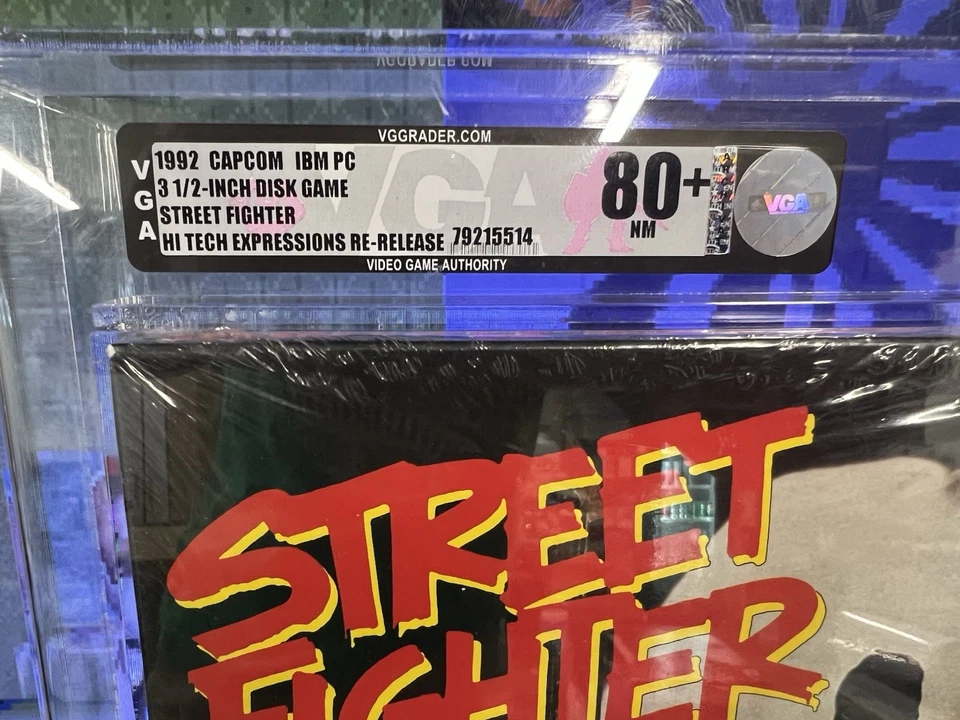 VGGRADER.COM
VGA
1992 CAPCOM IBM PC
3 1/2-INCH DISK GAME
STREET FIGHTER
HI TECH EXPRESSIONS RE-RELEASE 79215514
VGA
80+
NM
VGA
VIDEO GAME AUTHORITY
STREET
FIGHTER